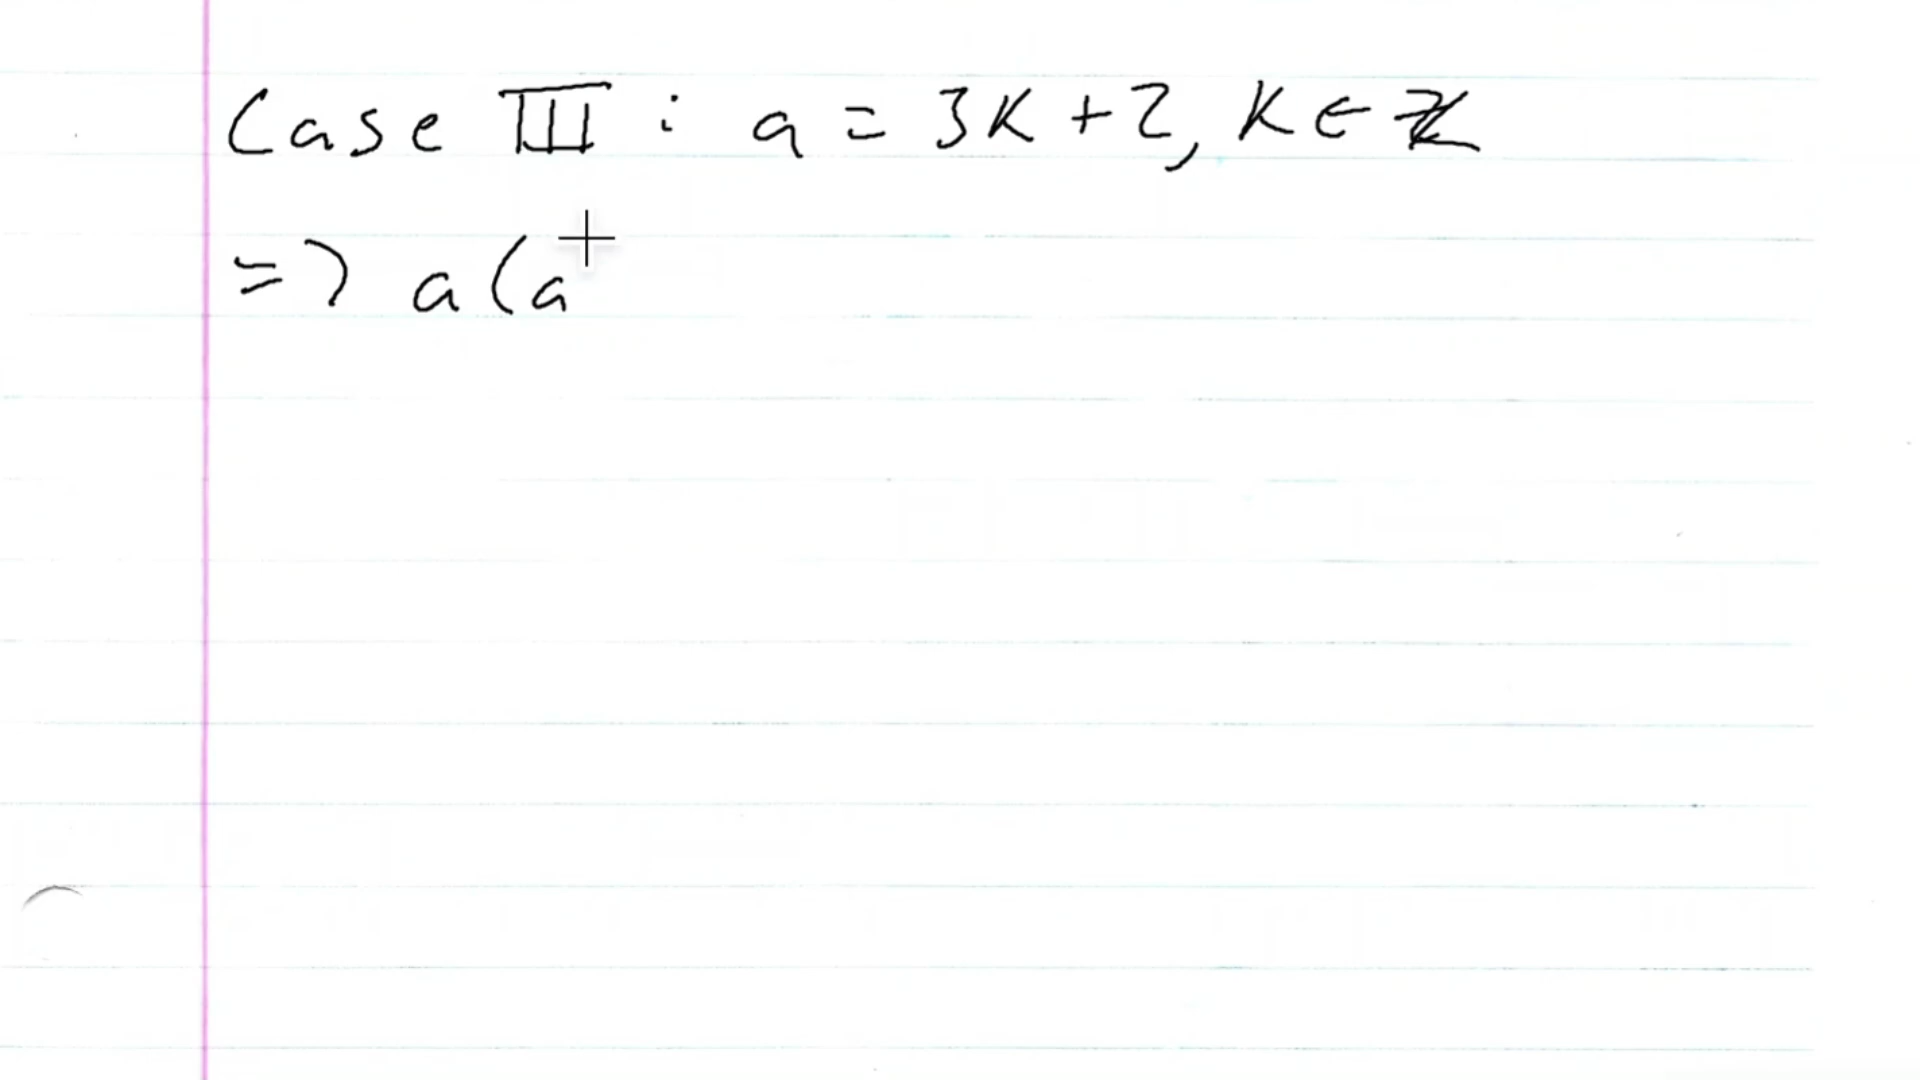 Case III : a = 3K + 2, K ∈ ℤ
=> a (a